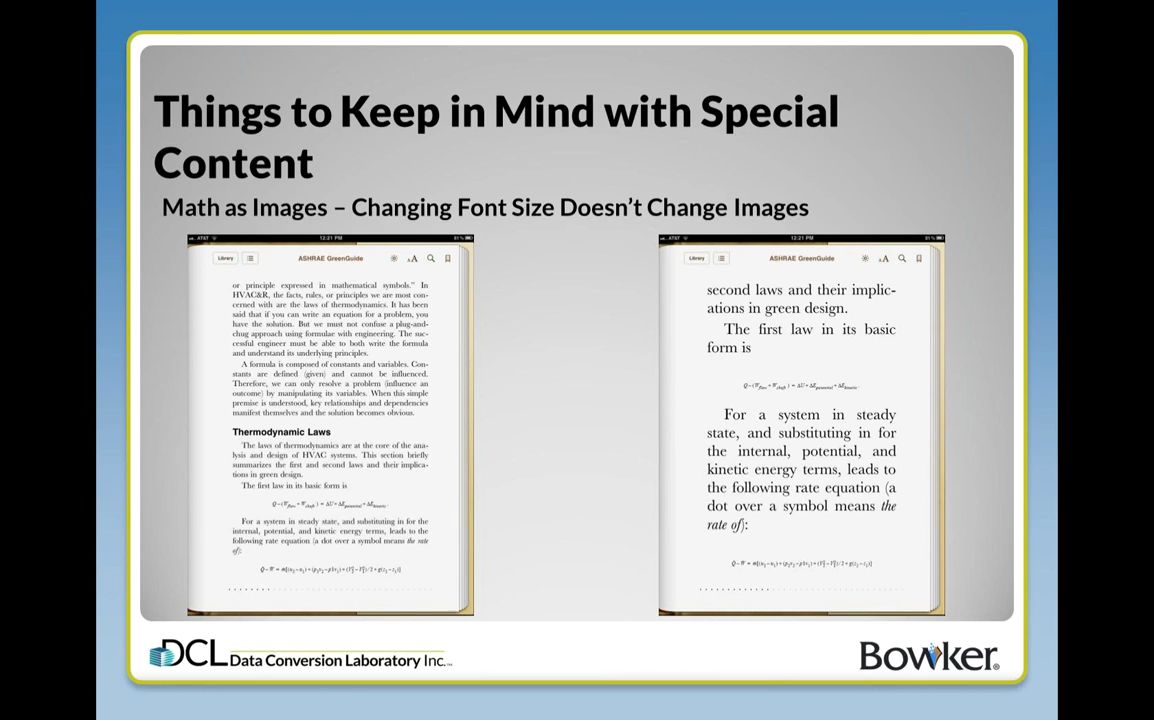 Things to Keep in Mind with Special
Content
Math as Images – Changing Font Size Doesn't Change Images
AT&T 12:21 PM 91%
Library ASHRAE GreenGuide AA
or principle expressed in mathematical symbols." In
HVAC&R, the facts, rules, or principles we are most con-
cerned with are the laws of thermodynamics. It has been
said that if you can write an equation for a problem, you
have the solution. But we must not confuse a plug-and-
chug approach using formulae with engineering. The suc-
cessful engineer must be able to both write the formula
and understand its underlying principles.
A formula is composed of constants and variables. Con-
stants are defined (given) and cannot be influenced.
Therefore, we can only resolve a problem (influence an
outcome) by manipulating its variables. When this simple
premise is understood, key relationships and dependencies
manifest themselves and the solution becomes obvious.
Thermodynamic Laws
The laws of thermodynamics are at the core of the ana-
lysis and design of HVAC systems. This section briefly
summarizes the first and second laws and their implica-
tions in green design.
The first law in its basic form is
For a system in steady state, and substituting in for the
internal, potential, and kinetic energy terms, leads to the
following rate equation (a dot over a symbol means the rate
of):
AT&T 12:21 PM 91%
Library ASHRAE GreenGuide AA
second laws and their implic-
ations in green design.
The first law in its basic
form is
For a system in steady
state, and substituting in for
the internal, potential, and
kinetic energy terms, leads to
the following rate equation (a
dot over a symbol means the
rate of):
DCL Data Conversion Laboratory Inc.™
Bowker®